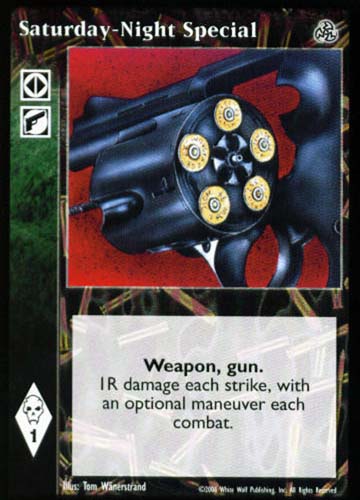 Saturday-Night Special
Weapon, gun.
1R damage each strike, with
an optional maneuver each
combat.
1
Illus: Tom Wänerstrand
©2006 White Wolf Publishing, Inc. All Rights Reserved.